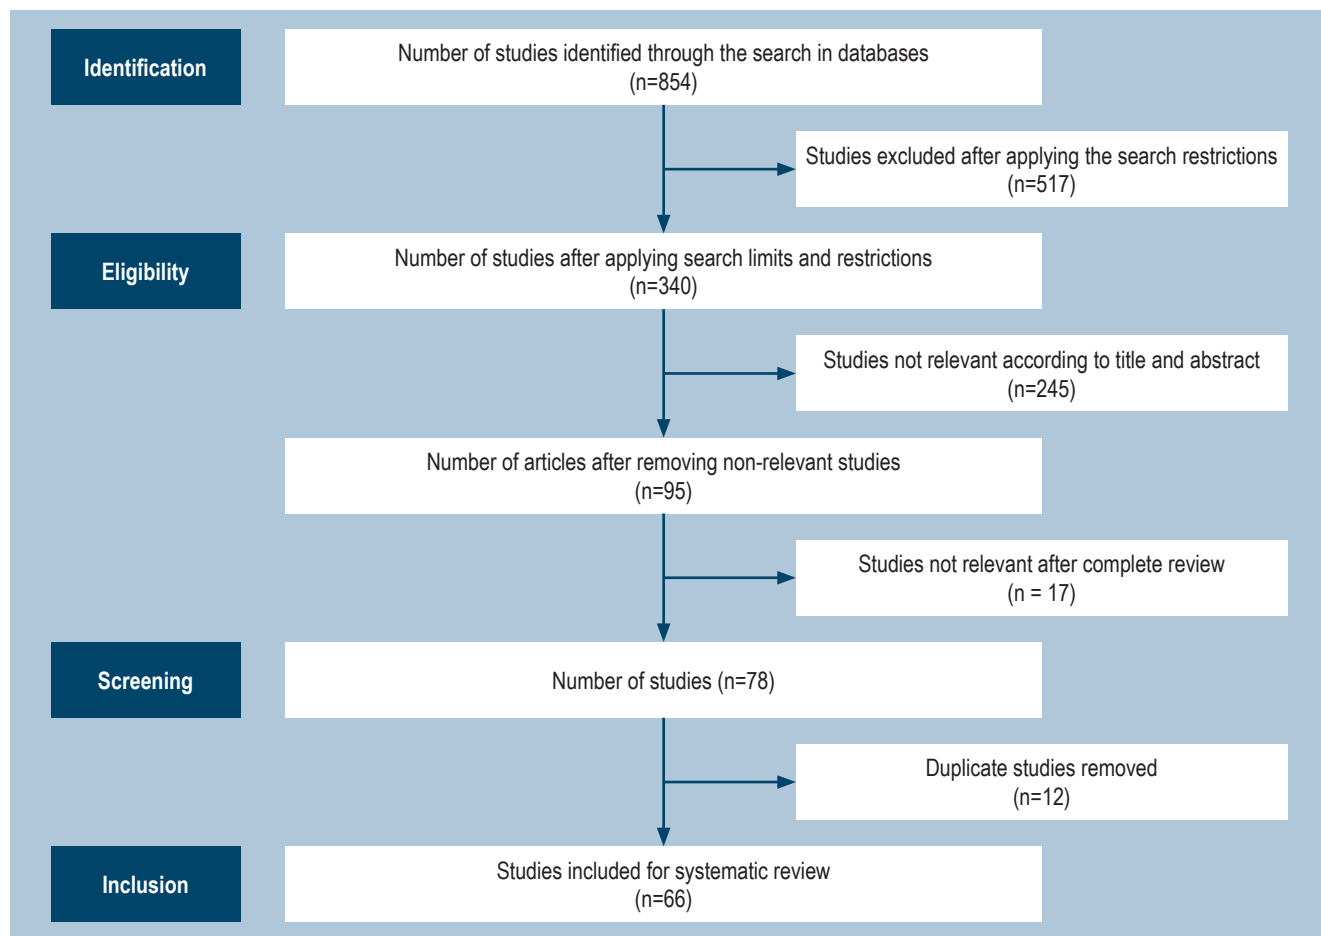 Identification
Number of studies identified through the search in databases
(n=854)
Studies excluded after applying the search restrictions
(n=517)
Eligibility
Number of studies after applying search limits and restrictions
(n=340)
Studies not relevant according to title and abstract
(n=245)
Number of articles after removing non-relevant studies
(n=95)
Studies not relevant after complete review
(n = 17)
Screening
Number of studies (n=78)
Duplicate studies removed
(n=12)
Inclusion
Studies included for systematic review
(n=66)